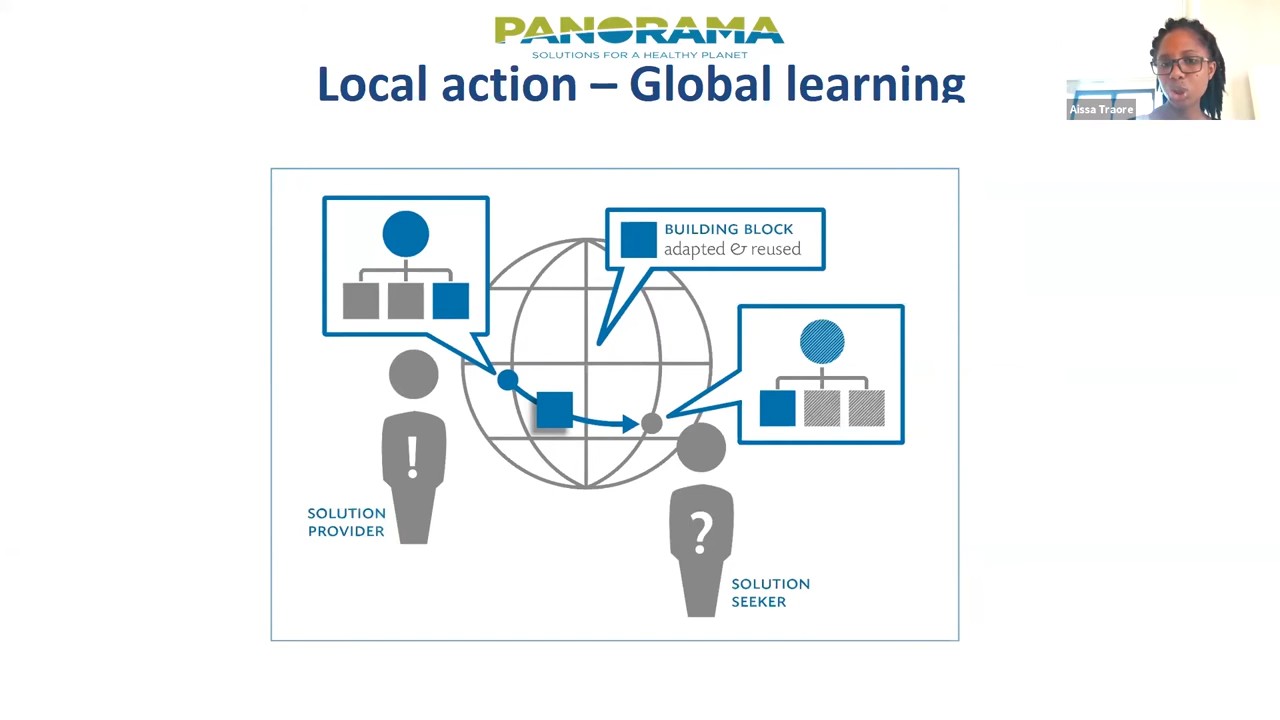 PANORAMA
SOLUTIONS FOR A HEALTHY PLANET
Local action – Global learning
Aissa Traore
BUILDING BLOCK
adapted & reused
!
SOLUTION
PROVIDER
?
SOLUTION
SEEKER